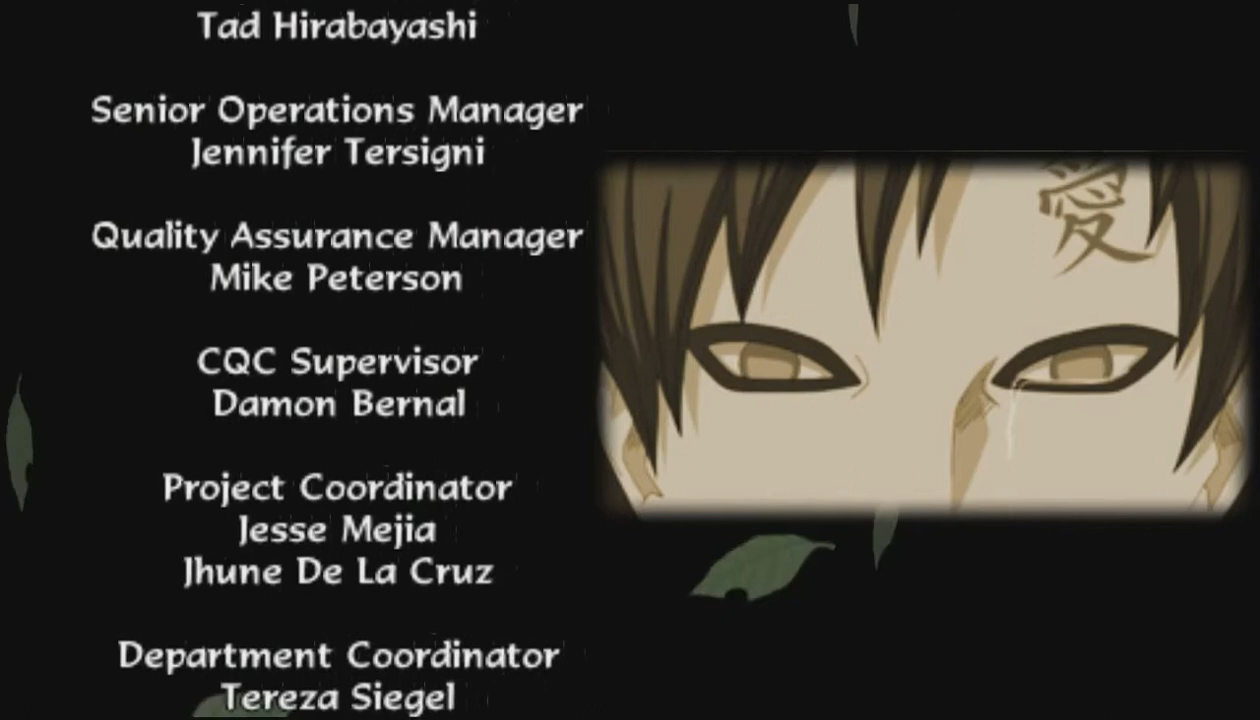 Tad Hirabayashi
Senior Operations Manager
Jennifer Tersigni
Quality Assurance Manager
Mike Peterson
CQC Supervisor
Damon Bernal
Project Coordinator
Jesse Mejia
Jhune De La Cruz
Department Coordinator
Tereza Siegel
愛